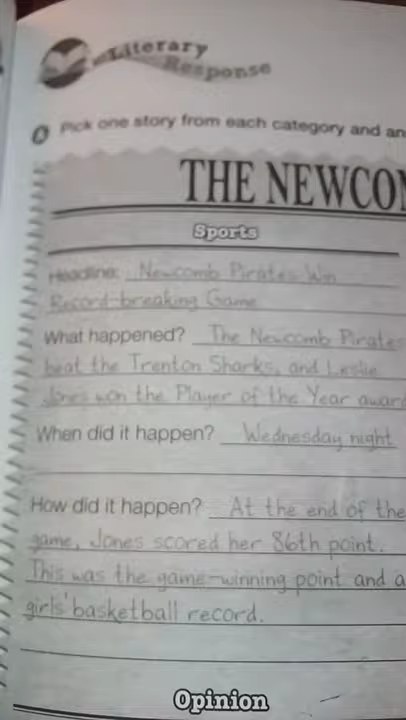 Literary
Response
Pick one story from each category and an
THE NEWCO
Sports
Headline: Newcomb Pirates Win
Record-breaking Game
What happened? The Newcomb Pirates
beat the Trenton Sharks, and Leslie
Jones won the Player of the Year award
When did it happen? Wednesday night
How did it happen? At the end of the
game, Jones scored her 86th point.
This was the game-winning point and a
girls' basketball record.
Opinion